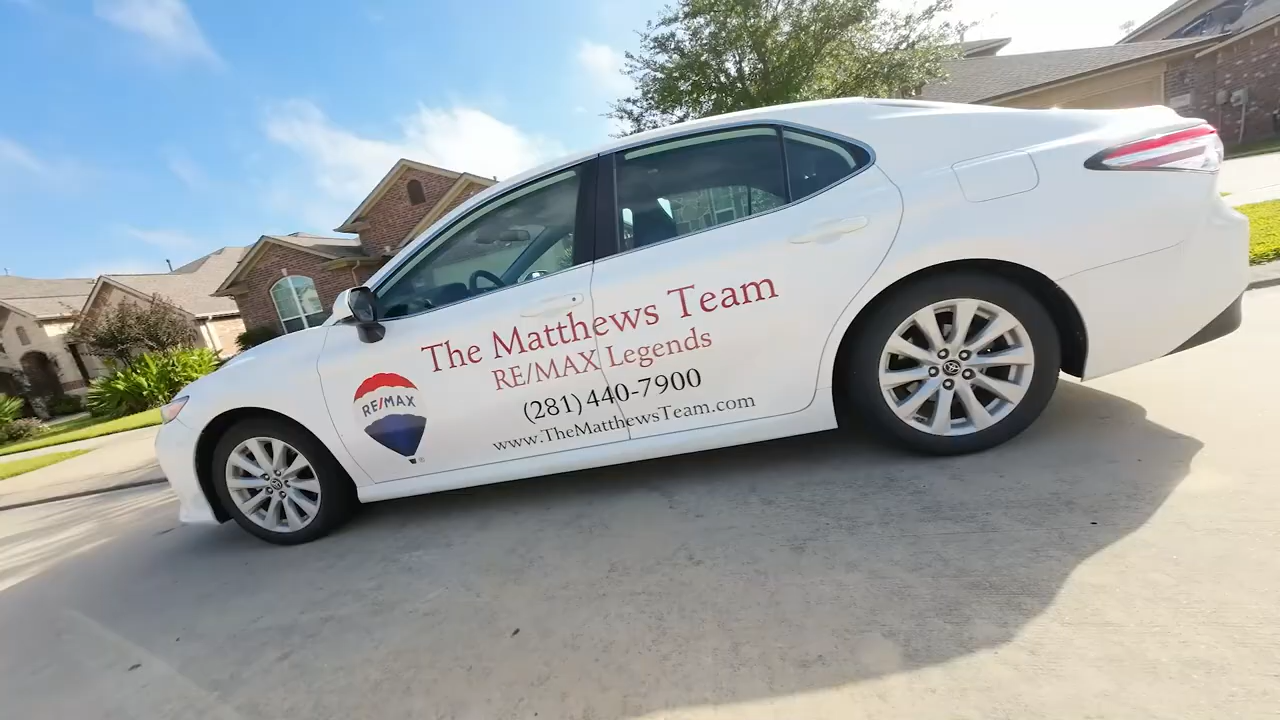 The Matthews Team
RE/MAX Legends
(281) 440-7900
www.TheMatthewsTeam.com
RE/MAX
®